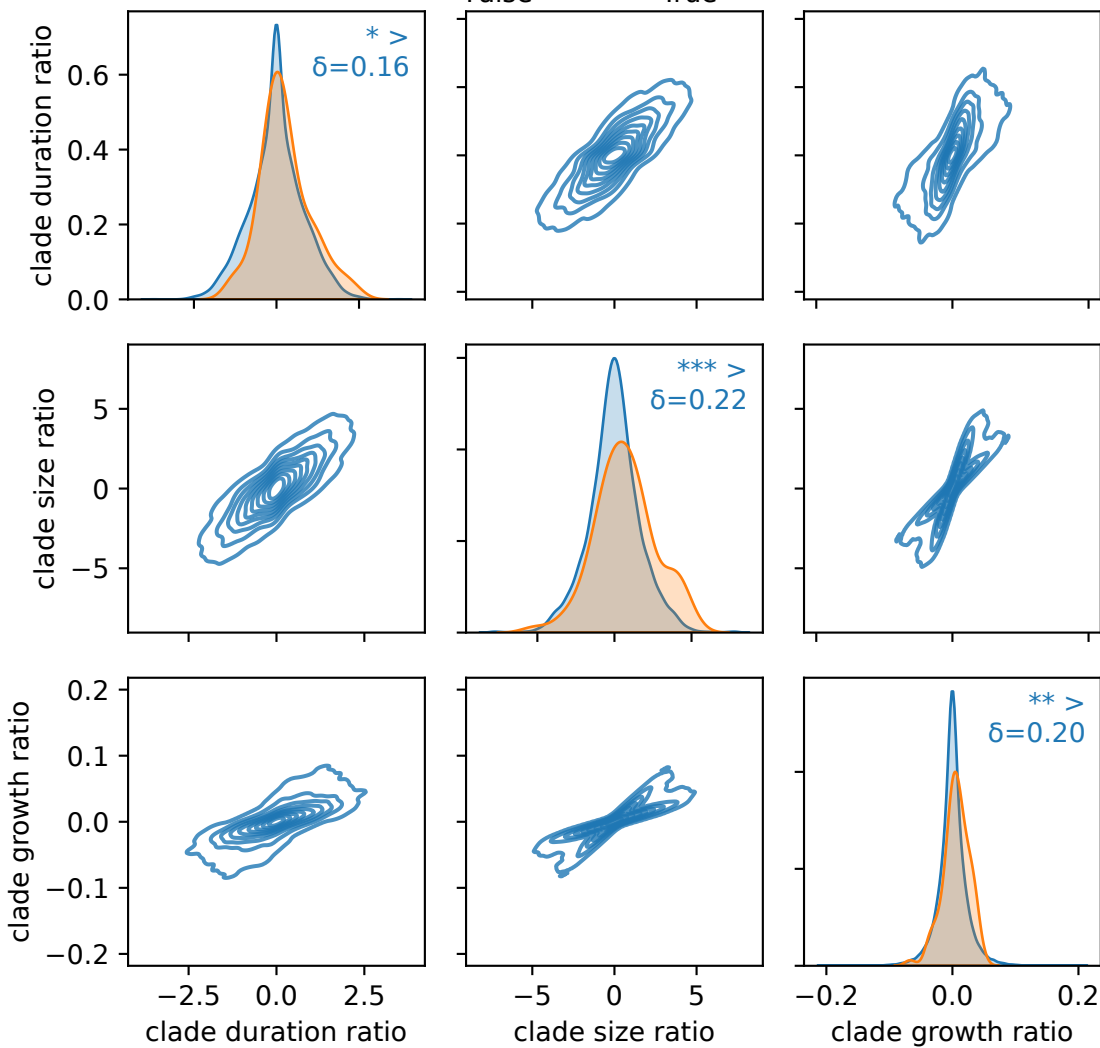 False True
clade duration ratio
0.6
0.4
0.2
0.0
* >
δ=0.16
clade size ratio
5
0
−5
*** >
δ=0.22
clade growth ratio
0.2
0.1
0.0
−0.1
−0.2
** >
δ=0.20
−2.5 0.0 2.5
−5 0 5
−0.2 0.0 0.2
clade duration ratio
clade size ratio
clade growth ratio